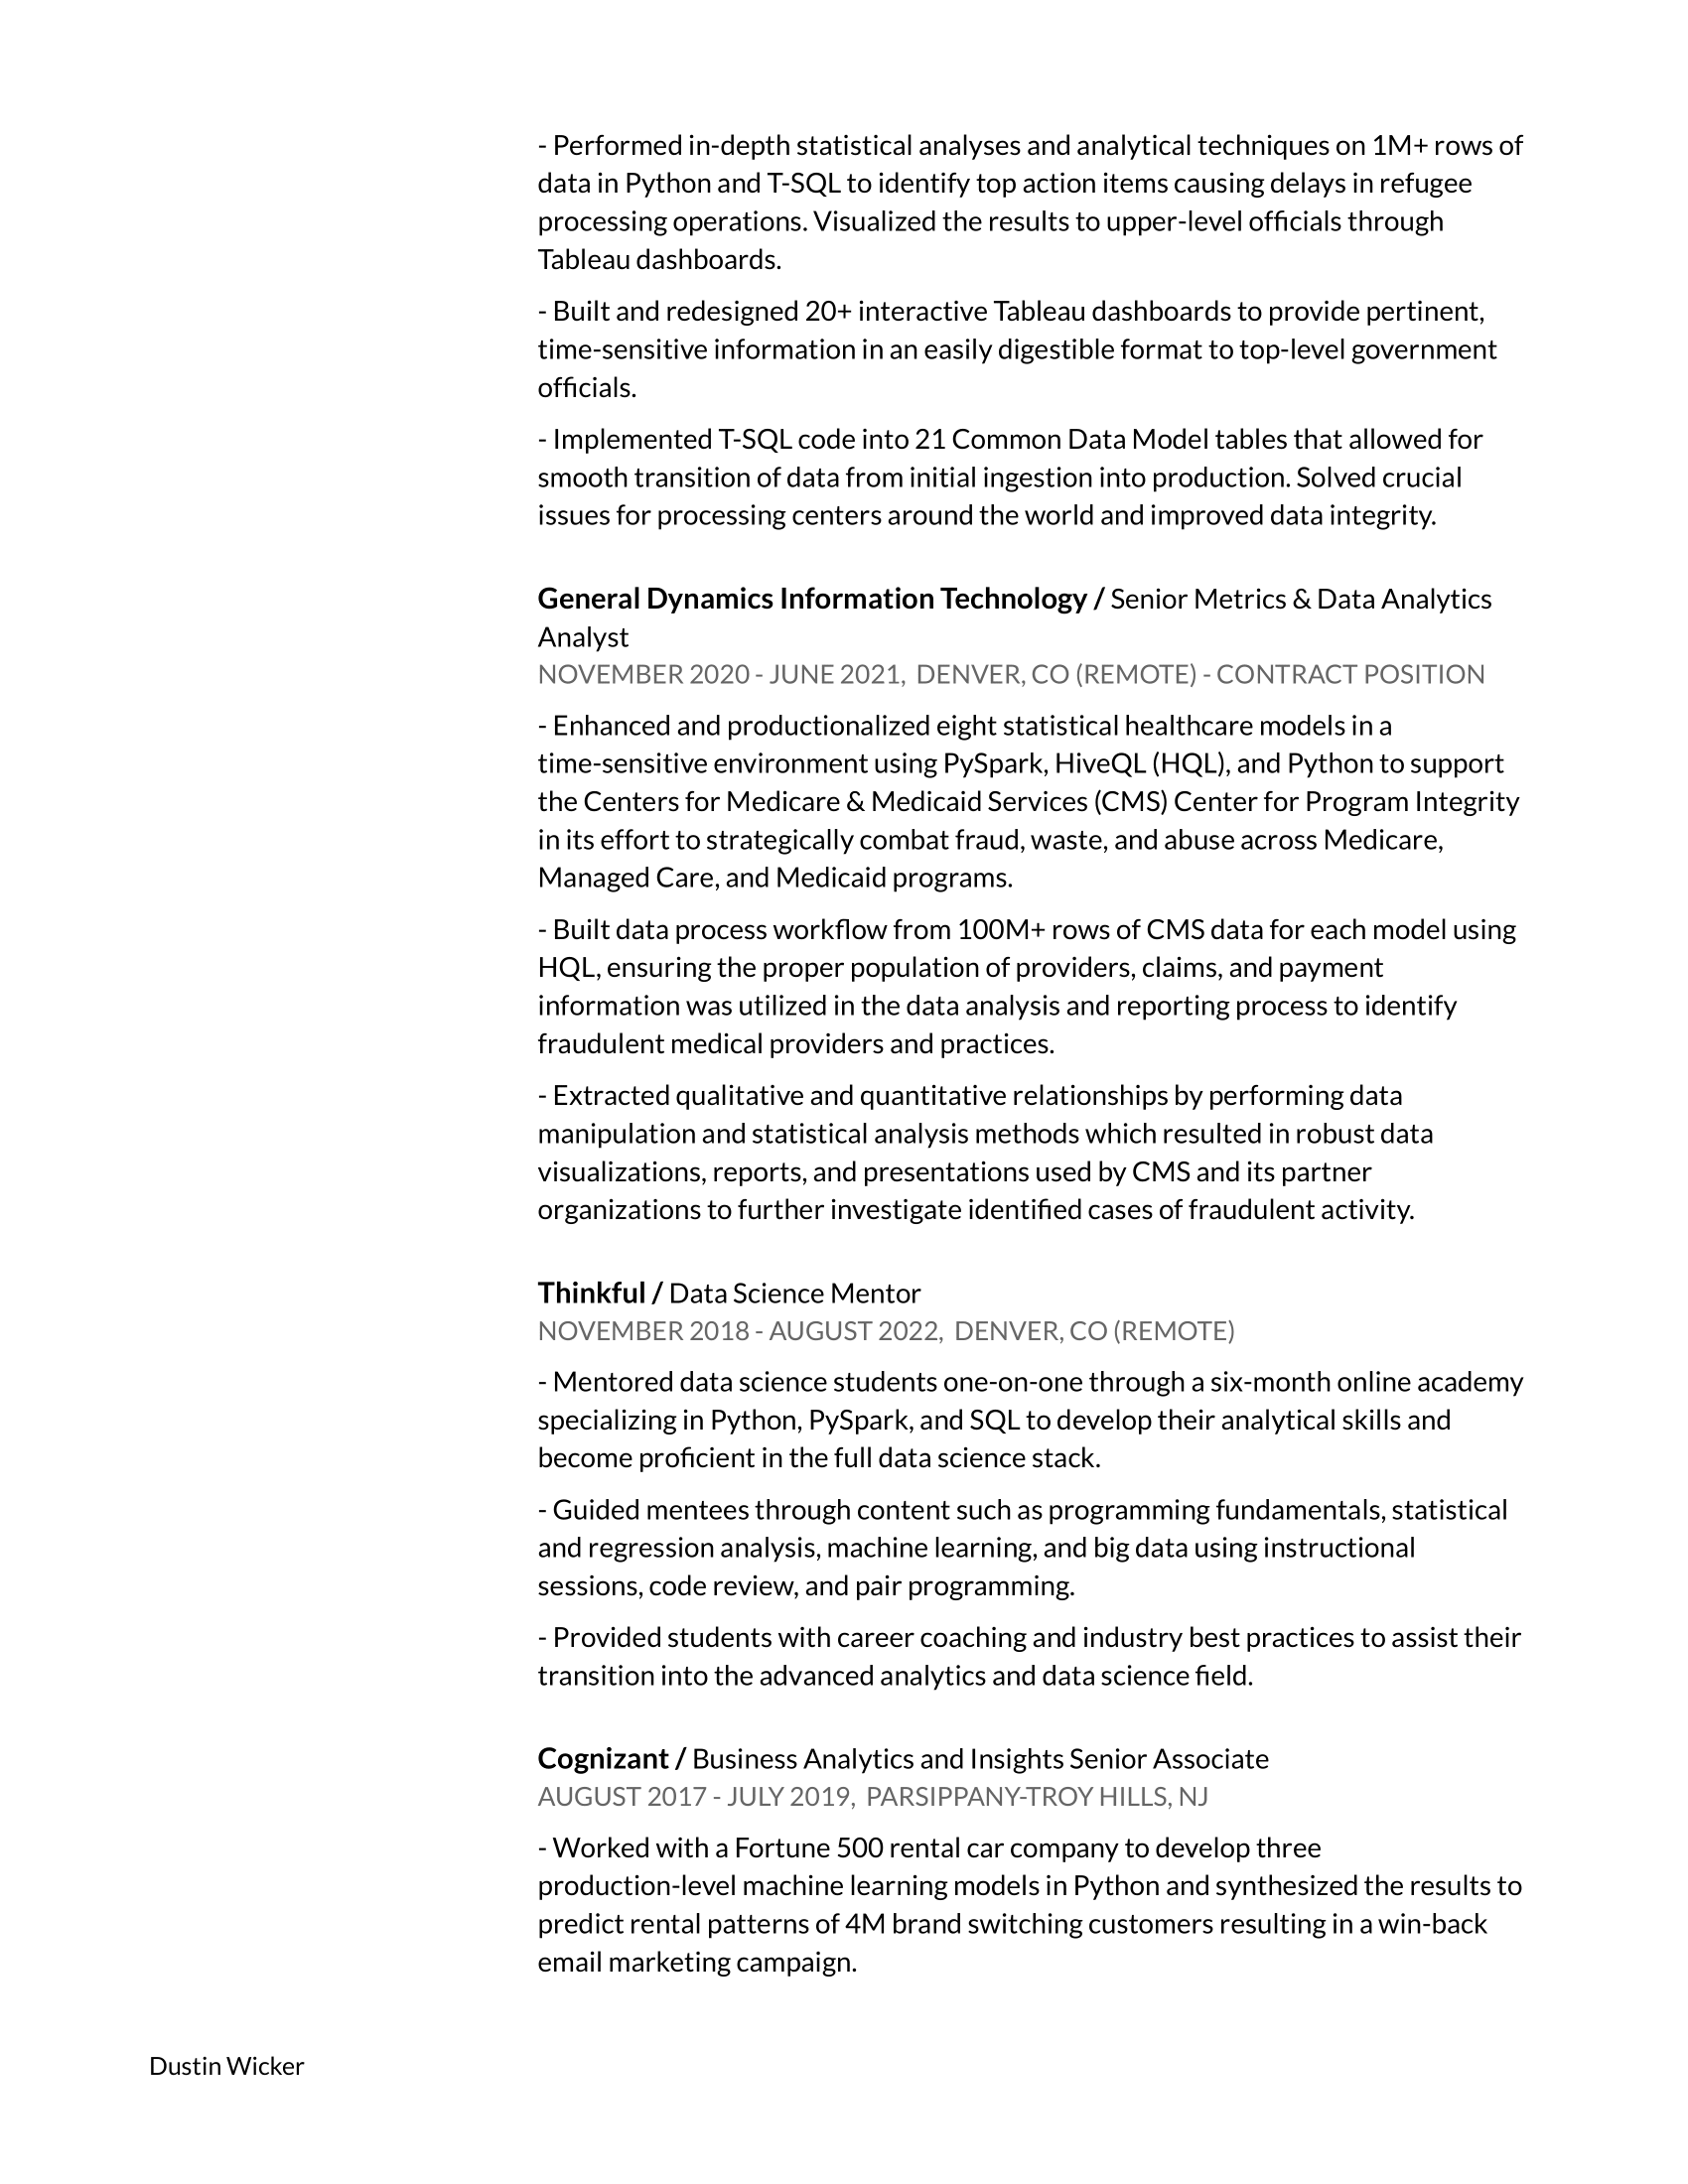 - Performed in-depth statistical analyses and analytical techniques on 1M+ rows of
data in Python and T-SQL to identify top action items causing delays in refugee
processing operations. Visualized the results to upper-level officials through
Tableau dashboards.
- Built and redesigned 20+ interactive Tableau dashboards to provide pertinent,
time-sensitive information in an easily digestible format to top-level government
officials.
- Implemented T-SQL code into 21 Common Data Model tables that allowed for
smooth transition of data from initial ingestion into production. Solved crucial
issues for processing centers around the world and improved data integrity.
General Dynamics Information Technology / Senior Metrics & Data Analytics
Analyst
NOVEMBER 2020 - JUNE 2021, DENVER, CO (REMOTE) - CONTRACT POSITION
- Enhanced and productionalized eight statistical healthcare models in a
time-sensitive environment using PySpark, HiveQL (HQL), and Python to support
the Centers for Medicare & Medicaid Services (CMS) Center for Program Integrity
in its effort to strategically combat fraud, waste, and abuse across Medicare,
Managed Care, and Medicaid programs.
- Built data process workflow from 100M+ rows of CMS data for each model using
HQL, ensuring the proper population of providers, claims, and payment
information was utilized in the data analysis and reporting process to identify
fraudulent medical providers and practices.
- Extracted qualitative and quantitative relationships by performing data
manipulation and statistical analysis methods which resulted in robust data
visualizations, reports, and presentations used by CMS and its partner
organizations to further investigate identified cases of fraudulent activity.
Thinkful / Data Science Mentor
NOVEMBER 2018 - AUGUST 2022, DENVER, CO (REMOTE)
- Mentored data science students one-on-one through a six-month online academy
specializing in Python, PySpark, and SQL to develop their analytical skills and
become proficient in the full data science stack.
- Guided mentees through content such as programming fundamentals, statistical
and regression analysis, machine learning, and big data using instructional
sessions, code review, and pair programming.
- Provided students with career coaching and industry best practices to assist their
transition into the advanced analytics and data science field.
Cognizant / Business Analytics and Insights Senior Associate
AUGUST 2017 - JULY 2019, PARSIPPANY-TROY HILLS, NJ
- Worked with a Fortune 500 rental car company to develop three
production-level machine learning models in Python and synthesized the results to
predict rental patterns of 4M brand switching customers resulting in a win-back
email marketing campaign.
Dustin Wicker